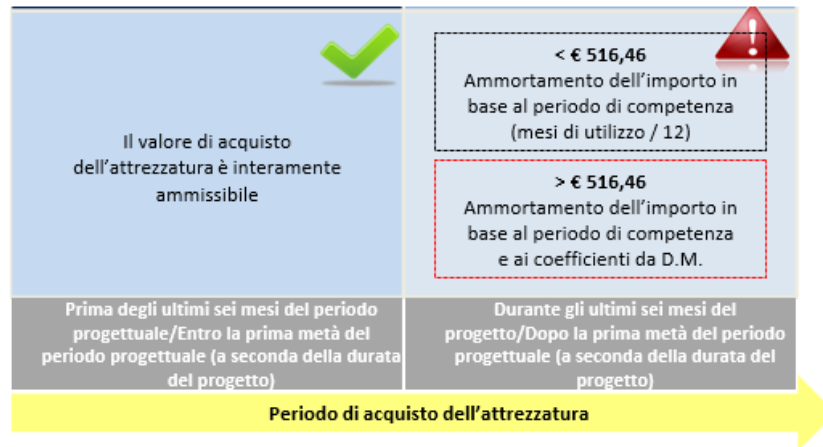 Il valore di acquisto
dell'attrezzatura è interamente
ammissibile
< € 516,46
Ammortamento dell'importo in
base al periodo di competenza
(mesi di utilizzo / 12)
> € 516,46
Ammortamento dell'importo in
base al periodo di competenza
e ai coefficienti da D.M.
Prima degli ultimi sei mesi del periodo
progettuale/Entro la prima metà del
periodo progettuale (a seconda della durata
del progetto)
Durante gli ultimi sei mesi del
progetto/Dopo la prima metà del periodo
progettuale (a seconda della durata del
progetto)
Periodo di acquisto dell'attrezzatura